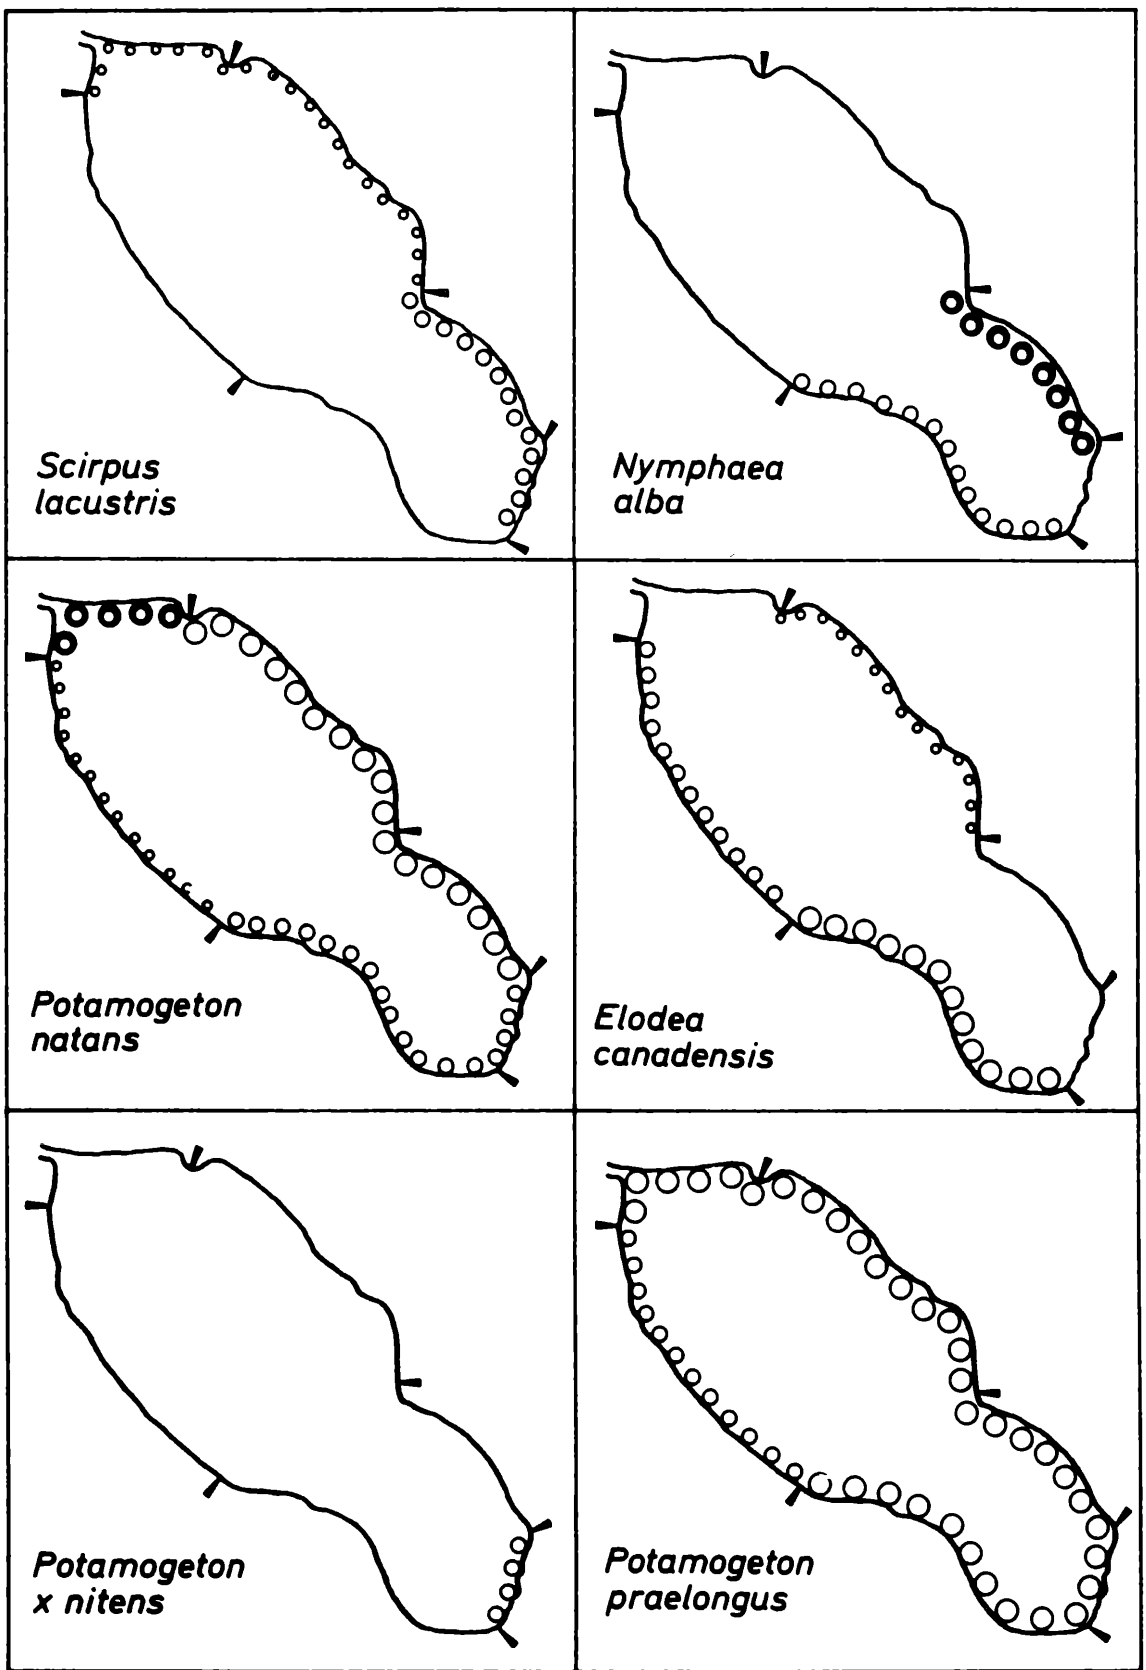 Scirpus
lacustris
Nymphaea
alba
Potamogeton
natans
Elodea
canadensis
Potamogeton
x nitens
Potamogeton
praelongus